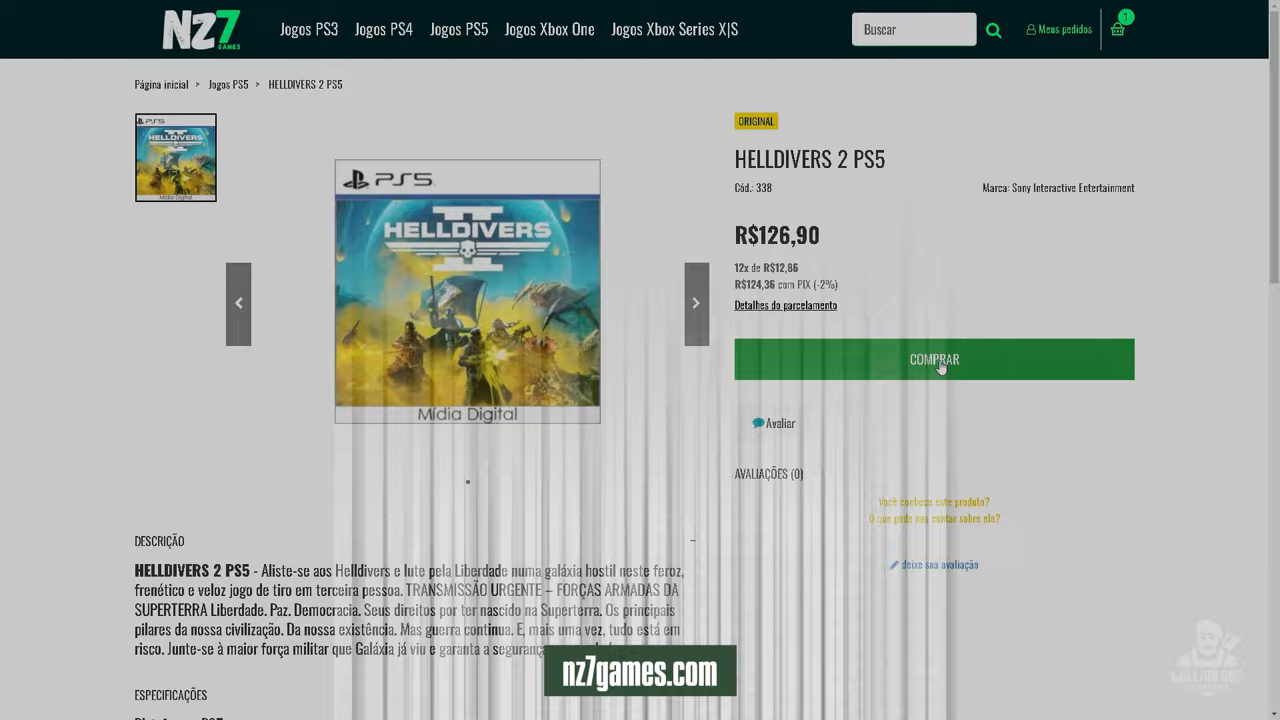 NZ7
GAMES
Jogos PS3
Jogos PS4
Jogos PS5
Jogos Xbox One
Jogos Xbox Series X|S
Buscar
Meus pedidos
1
Página inicial > Jogos PS5 > HELLDIVERS 2 PS5
PS5
HELLDIVERS
II
Mídia Digital
PS5
HELLDIVERS
II
Mídia Digital
ORIGINAL
HELLDIVERS 2 PS5
Cód.: 338
Marca: Sony Interactive Entertainment
R$126,90
12x de R$12,86
R$124,36 com PIX (-2%)
Detalhes do parcelamento
COMPRAR
Avaliar
AVALIAÇÕES (0)
Você conhece este produto?
O que pode nos contar sobre ele?
deixe sua avaliação
DESCRIÇÃO
HELLDIVERS 2 PS5 - Aliste-se aos Helldivers e lute pela Liberdade numa galáxia hostil neste feroz,
frenético e veloz jogo de tiro em terceira pessoa. TRANSMISSÃO URGENTE – FORÇAS ARMADAS DA
SUPERTERRA Liberdade. Paz. Democracia. Seus direitos por ter nascido na Superterra. Os principais
pilares da nossa civilização. Da nossa existência. Mas guerra continua. E, mais uma vez, tudo está em
risco. Junte-se à maior força militar que Galáxia já viu e garanta a seguranç
nz7games.com
ESPECIFICAÇÕES